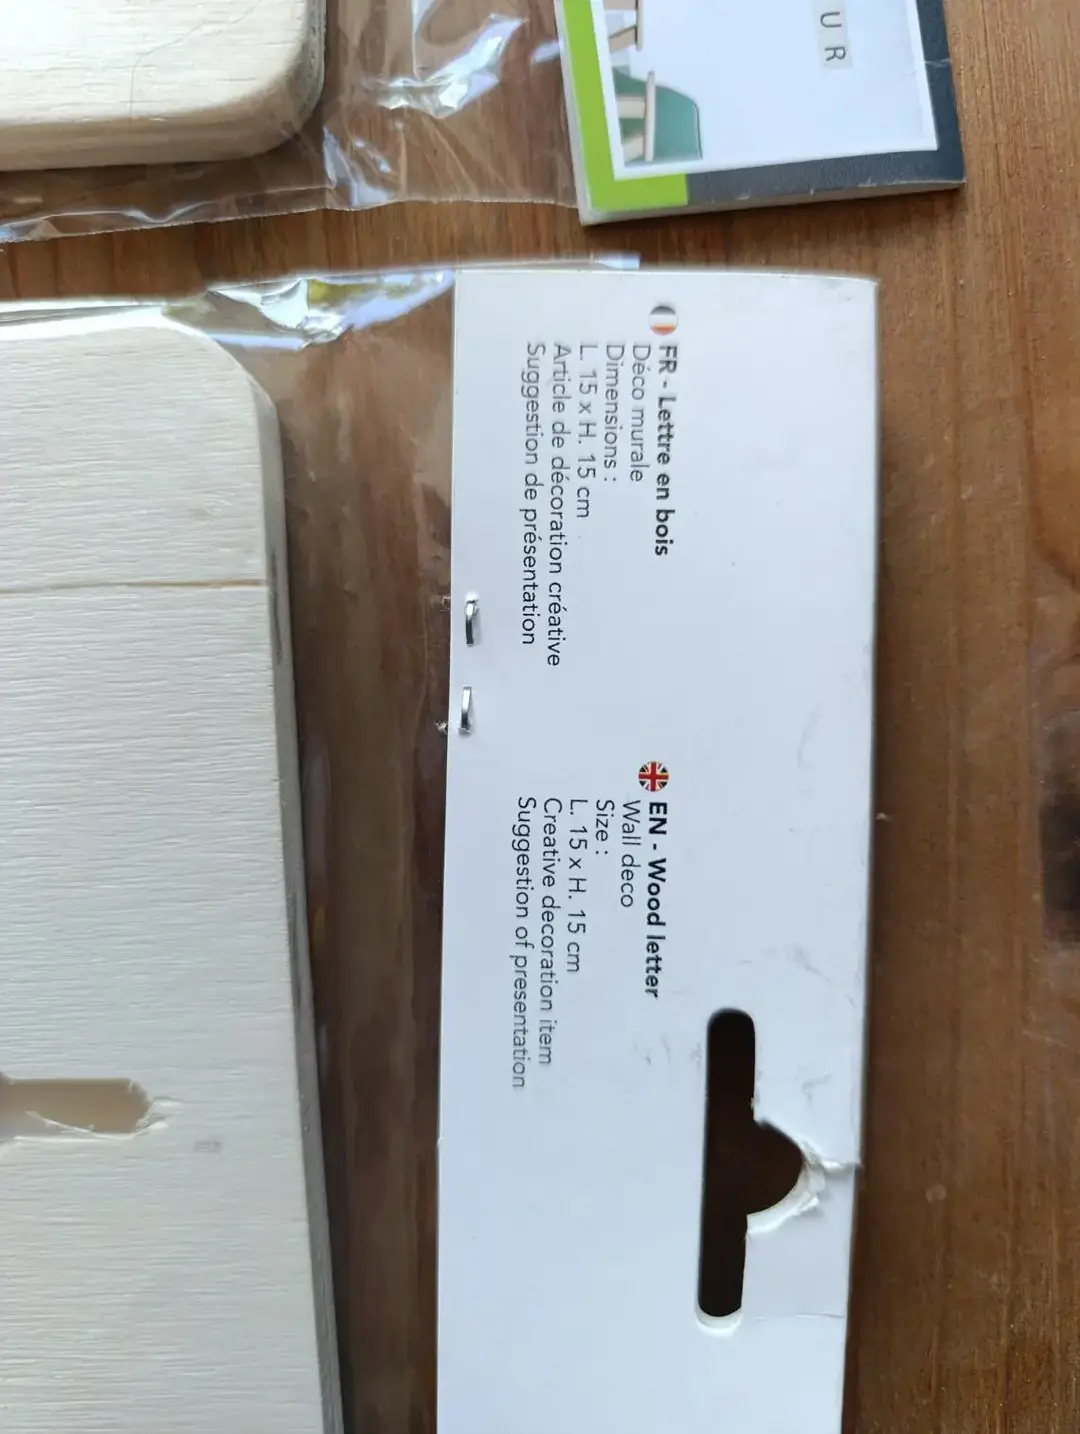 U R
FR - Lettre en bois
Déco murale
Dimensions :
L. 15 x H. 15 cm
Article de décoration créative
Suggestion de présentation
EN - Wood letter
Wall deco
Size :
L. 15 x H. 15 cm
Creative decoration item
Suggestion of presentation